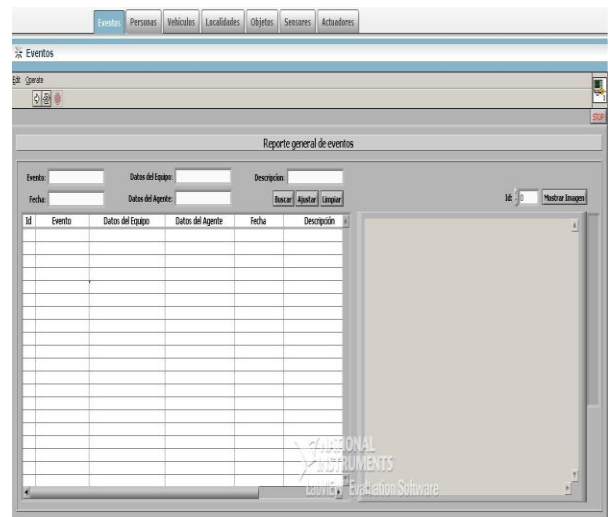 Eventos Personas Vehículos Localidades Objetos Sensores Actuadores
Eventos
Edit Operate
STOP
Reporte general de eventos
Evento: Datos del Equipo: Descripcion:
Fecha: Datos del Agente: Buscar Ajustar Limpiar Id: 0 Mostrar Imagen
Id Evento Datos del Equipo Datos del Agente Fecha Descripción
NATIONAL
INSTRUMENTS
LabVIEW Evaluation Software